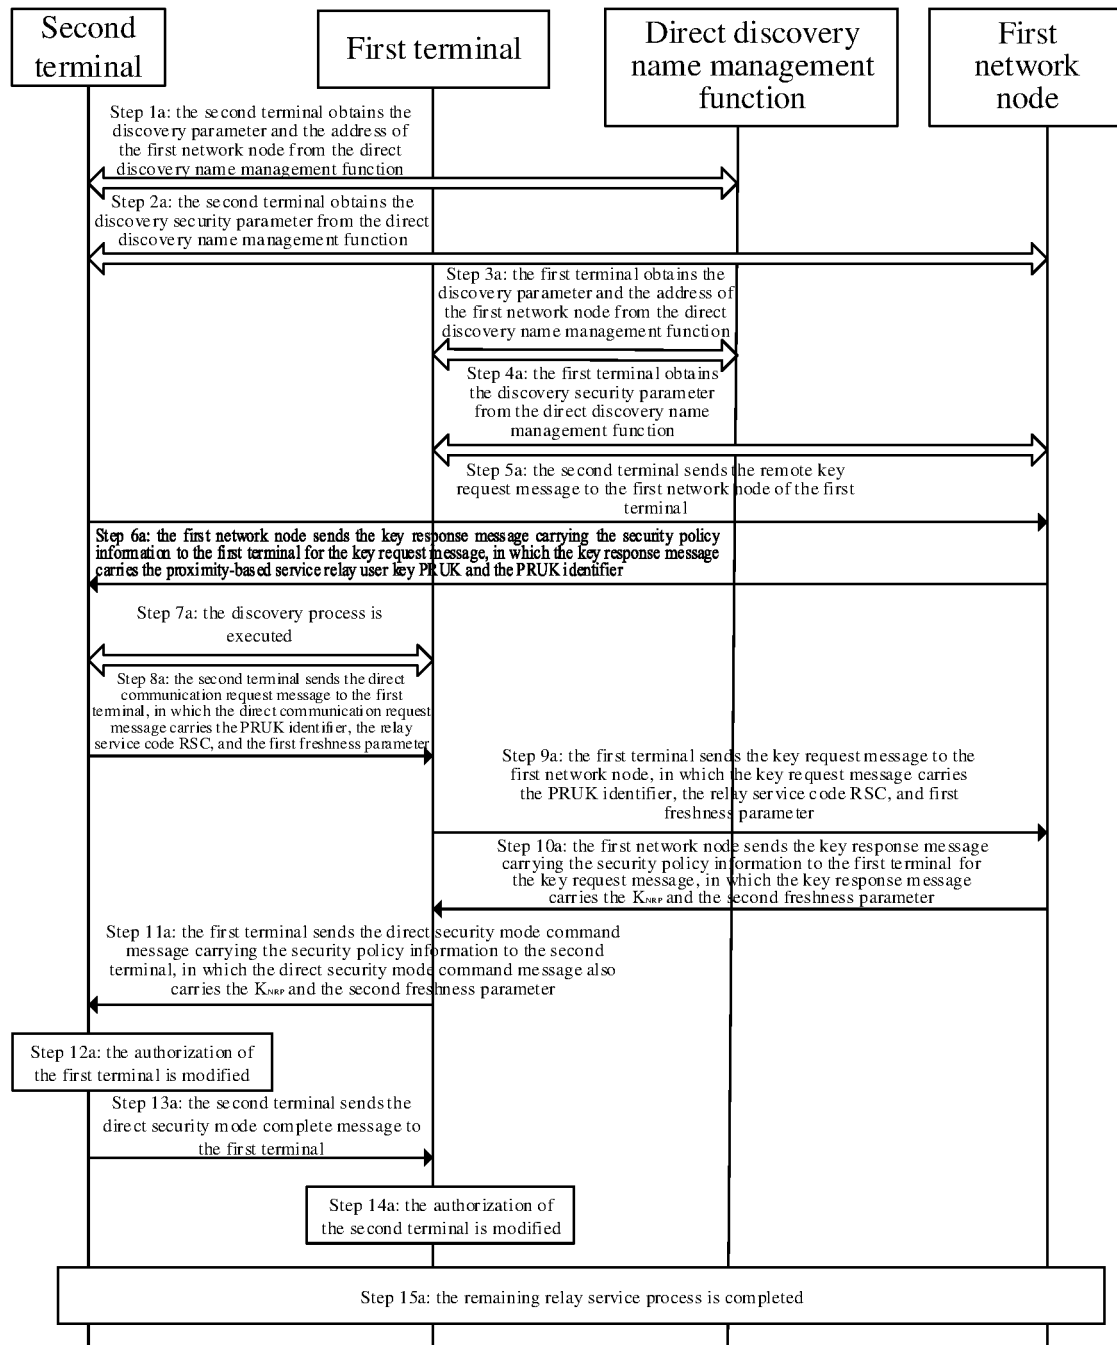 Second
terminal
First terminal
Direct discovery
name management
function
First
network
node
Step 1a: the second terminal obtains the
discovery parameter and the address of
the first network node from the direct
discovery name management function
Step 2a: the second terminal obtains the
discovery security parameter from the direct
discovery name management function
Step 3a: the first terminal obtains the
discovery parameter and the address of
the first network node from the direct
discovery name management function
Step 4a: the first terminal obtains
the discovery security parameter
from the direct discovery name
management function
Step 5a: the second terminal sends the remote key
request message to the first network node of the first
terminal
Step 6a: the first network node sends the key response message carrying the security policy
information to the first terminal for the key request message, in which the key response message
carries the proximity-based service relay user key PRUK and the PRUK identifier
Step 7a: the discovery process is
executed
Step 8a: the second terminal sends the direct
communication request message to the first
terminal, in which the direct communication request
message carries the PRUK identifier, the relay
service code RSC, and the first freshness parameter
Step 9a: the first terminal sends the key request message to the
first network node, in which the key request message carries
the PRUK identifier, the relay service code RSC, and first
freshness parameter
Step 10a: the first network node sends the key response message
carrying the security policy information to the first terminal for
the key request message, in which the key response message
carries the KNRP and the second freshness parameter
Step 11a: the first terminal sends the direct security mode command
message carrying the security policy information to the second
terminal, in which the direct security mode command message also
carries the KNRP and the second freshness parameter
Step 12a: the authorization of
the first terminal is modified
Step 13a: the second terminal sends the
direct security mode complete message to
the first terminal
Step 14a: the authorization of
the second terminal is modified
Step 15a: the remaining relay service process is completed